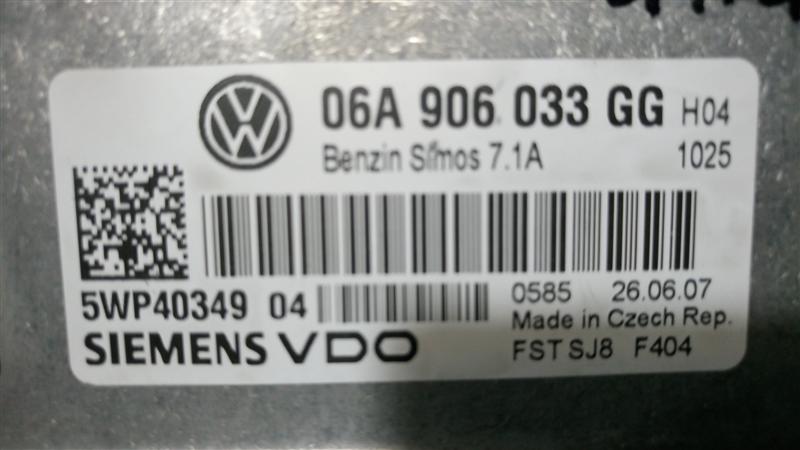 06A 906 033 GG H04
Benzin Simos 7.1A 1025
5WP40349 04 0585 26.06.07
Made in Czech Rep.
SIEMENS VDO FST SJ8 F404